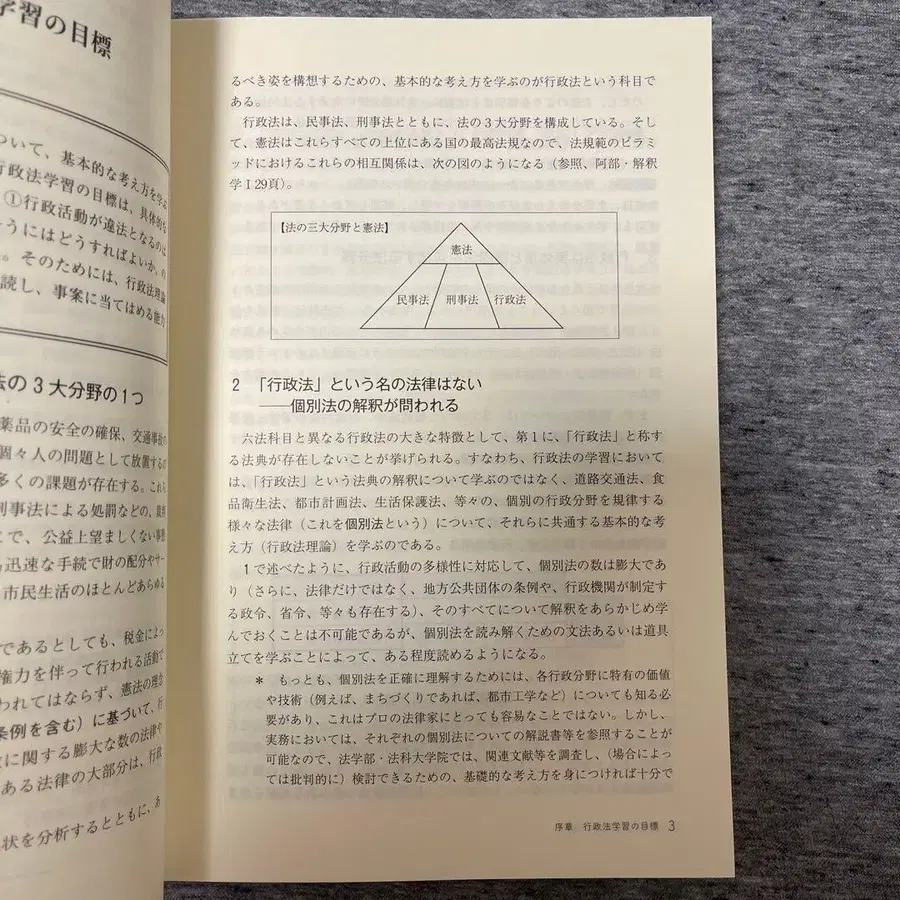 学習の目標
ついて、基本的な考え方を学ぶ
行政法学習の目標は、具体的な
①行政活動が違法となるのは
うにはどうすればよいか、の
。そのためには、行政法理論
読し、事案に当てはめる能力
法の3大分野の1つ
薬品の安全の確保、交通事故の
個々人の問題として放置するの
多くの課題が存在する。これら
刑事法による処罰などの、裁判
こで、公益上望ましくない事態
ら迅速な手続で財の配分やサー
市民生活のほとんどあらゆる
であるとしても、税金によっ
権力を伴って行われる活動で
われてはならず、憲法の理念
条例を含む）に基づいて、行
に関する膨大な数の法律や
ある法律の大部分は、行政
状を分析するとともに、あ
るべき姿を構想するための、基本的な考え方を学ぶのが行政法という科目で
ある。
行政法は、民事法、刑事法とともに、法の3大分野を構成している。そし
て、憲法はこれらすべての上位にある国の最高法規なので、法規範のピラミ
ッドにおけるこれらの相互関係は、次の図のようになる（参照、阿部・解釈
学Ⅰ29頁）。
【法の三大分野と憲法】
憲法
民事法 刑事法 行政法
2 「行政法」という名の法律はない
——個別法の解釈が問われる
六法科目と異なる行政法の大きな特徴として、第1に、「行政法」と称す
る法典が存在しないことが挙げられる。すなわち、行政法の学習において
は、「行政法」という法典の解釈について学ぶのではなく、道路交通法、食
品衛生法、都市計画法、生活保護法、等々の、個別の行政分野を規律する
様々な法律（これを個別法という）について、それらに共通する基本的な考
え方（行政法理論）を学ぶのである。
1で述べたように、行政活動の多様性に対応して、個別法の数は膨大であ
り（さらに、法律だけではなく、地方公共団体の条例や、行政機関が制定す
る政令、省令、等々も存在する）、そのすべてについて解釈をあらかじめ学
んでおくことは不可能であるが、個別法を読み解くための文法あるいは道具
立てを学ぶことによって、ある程度読めるようになる。
＊ もっとも、個別法を正確に理解するためには、各行政分野に特有の価値
や技術（例えば、まちづくりであれば、都市工学など）についても知る必
要があり、これはプロの法律家にとっても容易なことではない。しかし、
実務においては、それぞれの個別法についての解説書等を参照することが
可能なので、法学部・法科大学院では、関連文献等を調査し、（場合によっ
ては批判的に）検討できるための、基礎的な考え方を身につければ十分で
序章 行政法学習の目標 3